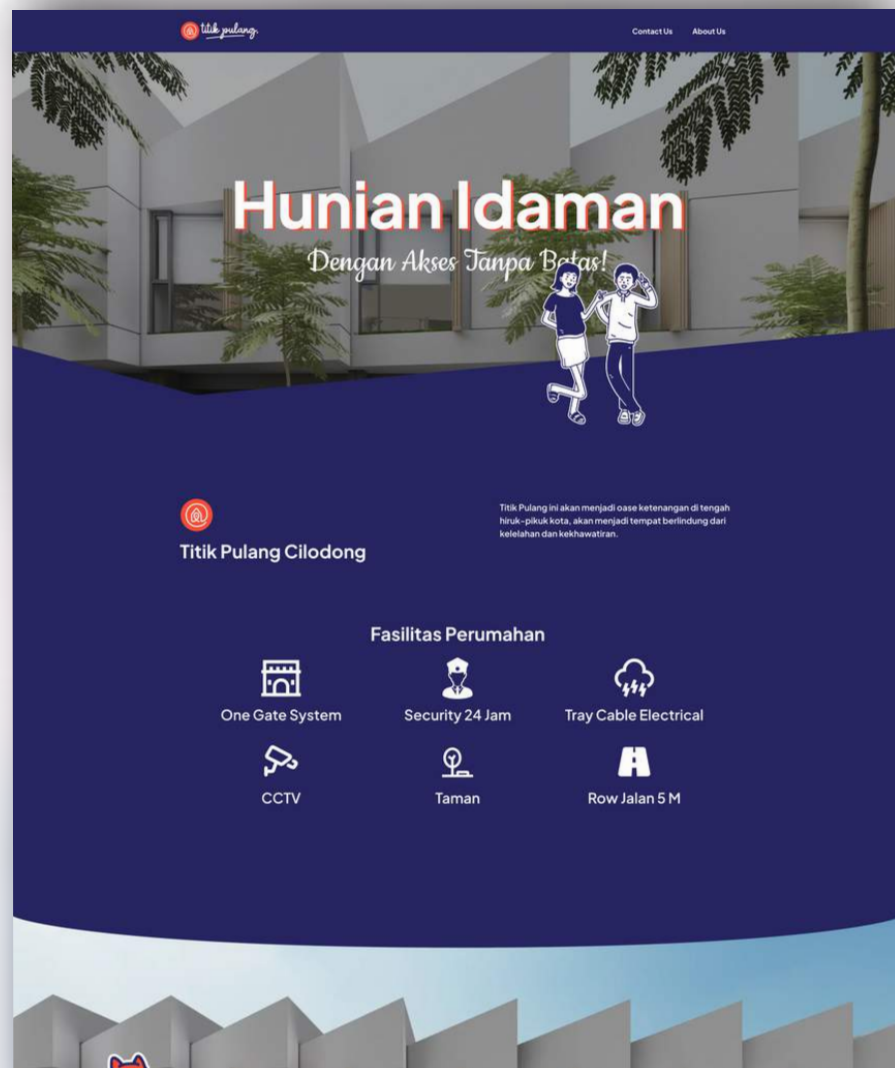 titik pulang.
Contact Us About Us
Hunian Idaman
Dengan Akses Tanpa Batas!
Titik Pulang ini akan menjadi oase ketenangan di tengah
hiruk-pikuk kota, akan menjadi tempat berlindung dari
kelelahan dan kekhawatiran.
Titik Pulang Cilodong
Fasilitas Perumahan
One Gate System
Security 24 Jam
Tray Cable Electrical
CCTV
Taman
Row Jalan 5 M